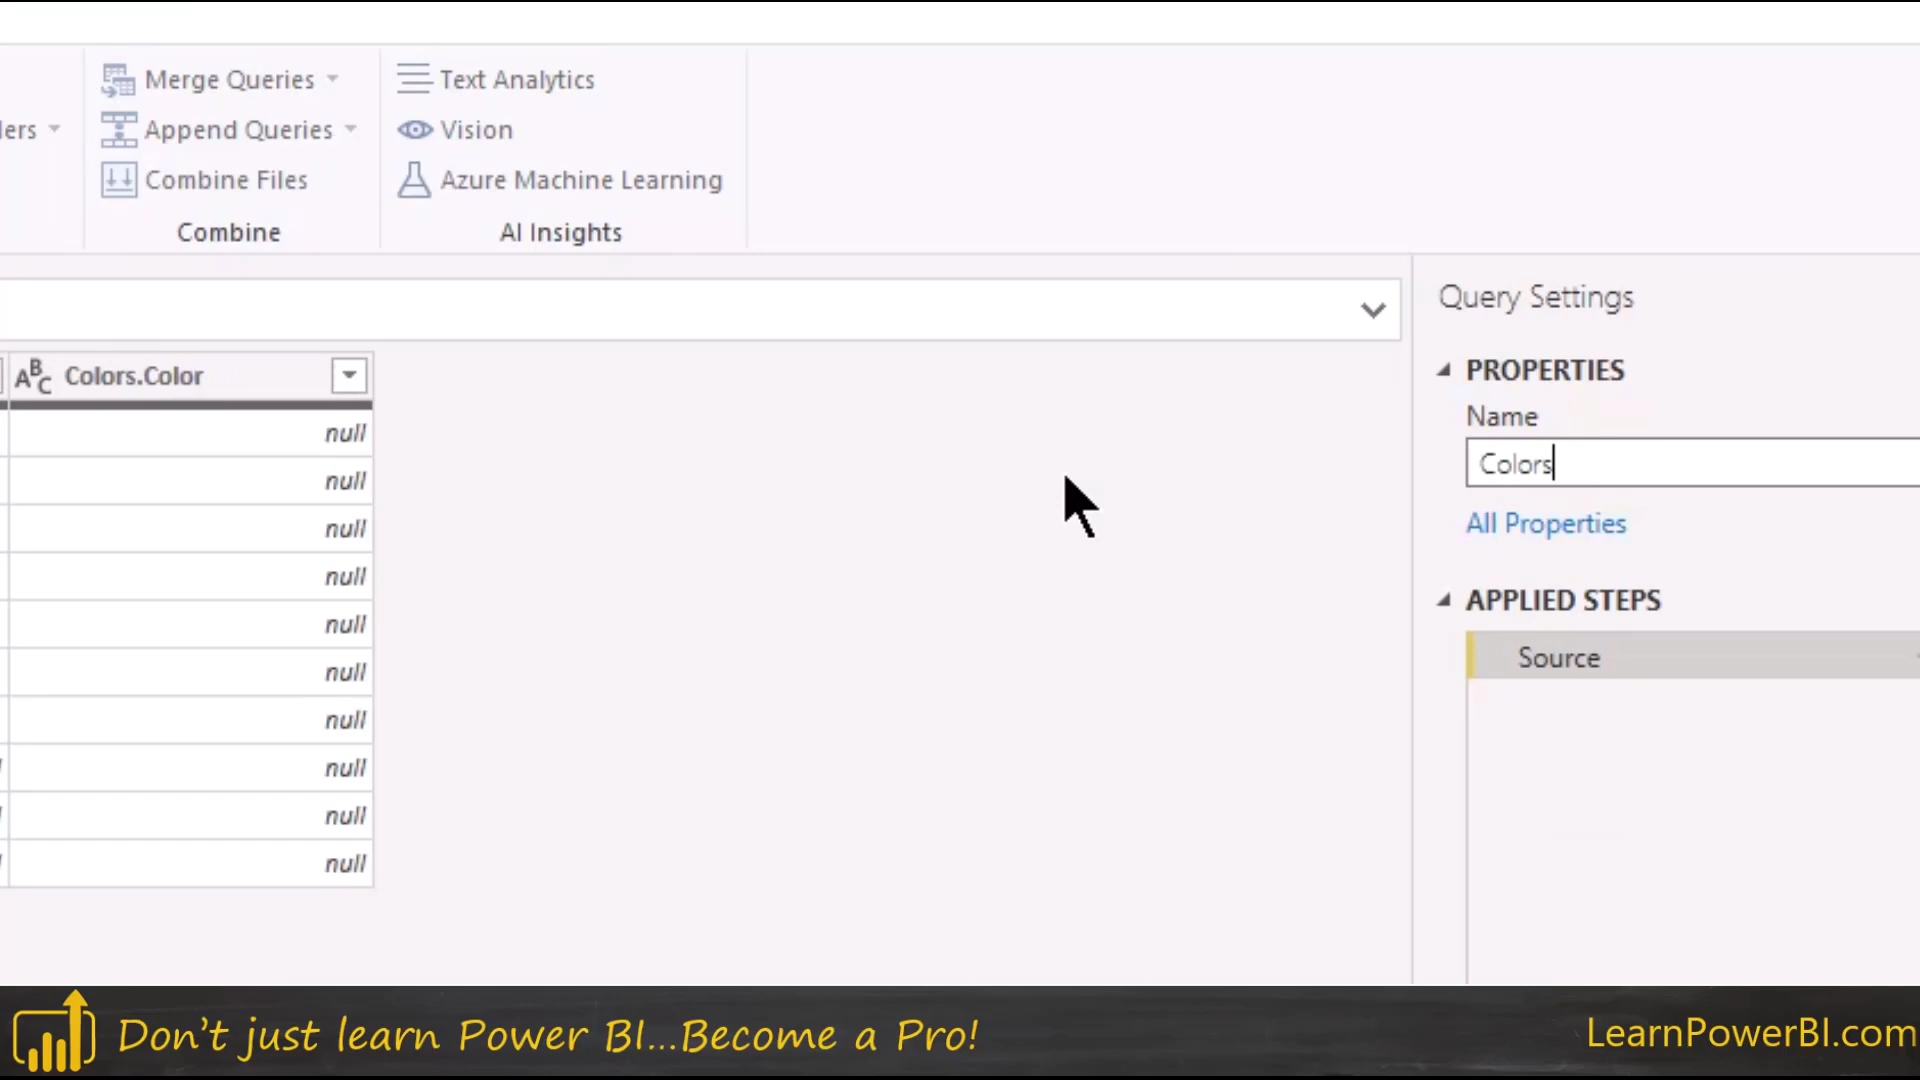 Merge Queries
Append Queries
Combine Files
Combine
Text Analytics
Vision
Azure Machine Learning
AI Insights
Colors.Color
null
null
null
null
null
null
null
null
null
null
Query Settings
PROPERTIES
Name
Colors
All Properties
APPLIED STEPS
Source
Don't just learn Power BI...Become a Pro!
LearnPowerBI.com